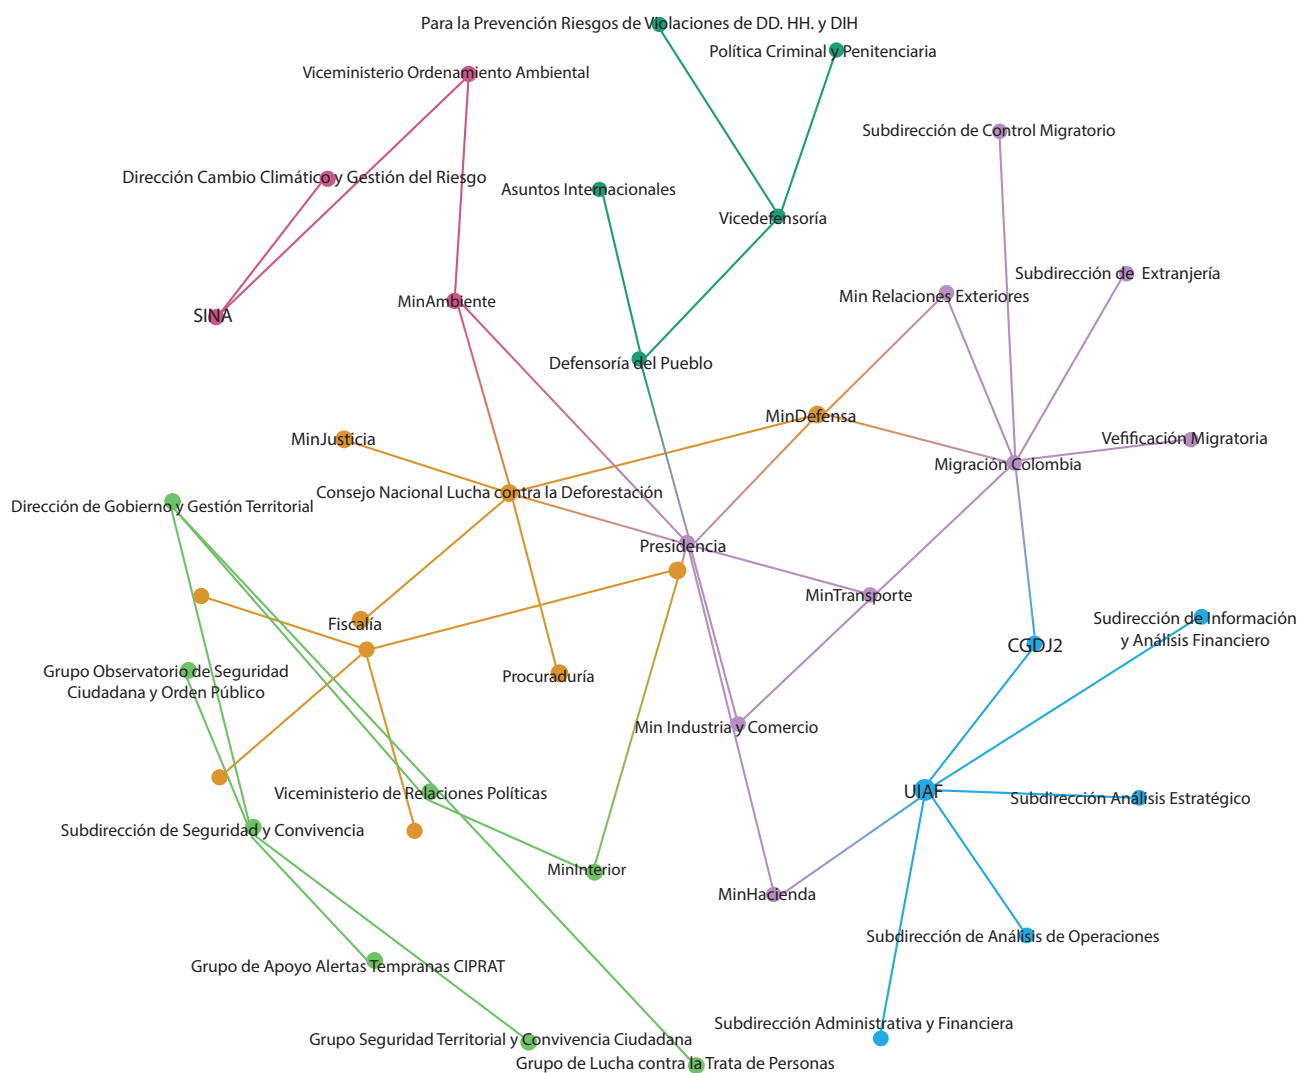 Para la Prevención Riesgos de Violaciones de DD. HH. y DIH
Política Criminal y Penitenciaria
Viceministerio Ordenamiento Ambiental
Subdirección de Control Migratorio
Dirección Cambio Climático y Gestión del Riesgo
Asuntos Internacionales
Vicedefensoría
Subdirección de Extranjería
Min Relaciones Exteriores
MinAmbiente
SINA
Defensoría del Pueblo
MinDefensa
MinJusticia
Vefificación Migratoria
Migración Colombia
Consejo Nacional Lucha contra la Deforestación
Dirección de Gobierno y Gestión Territorial
Presidencia
MinTransporte
Fiscalía
Sudirección de Información
y Análisis Financiero
CGDJ2
Grupo Observatorio de Seguridad
Ciudadana y Orden Público
Procuraduría
Min Industria y Comercio
Viceministerio de Relaciones Políticas
UIAF
Subdirección Análisis Estratégico
Subdirección de Seguridad y Convivencia
MinInterior
MinHacienda
Subdirección de Análisis de Operaciones
Grupo de Apoyo Alertas Tempranas CIPRAT
Subdirección Administrativa y Financiera
Grupo Seguridad Territorial y Convivencia Ciudadana
Grupo de Lucha contra la Trata de Personas